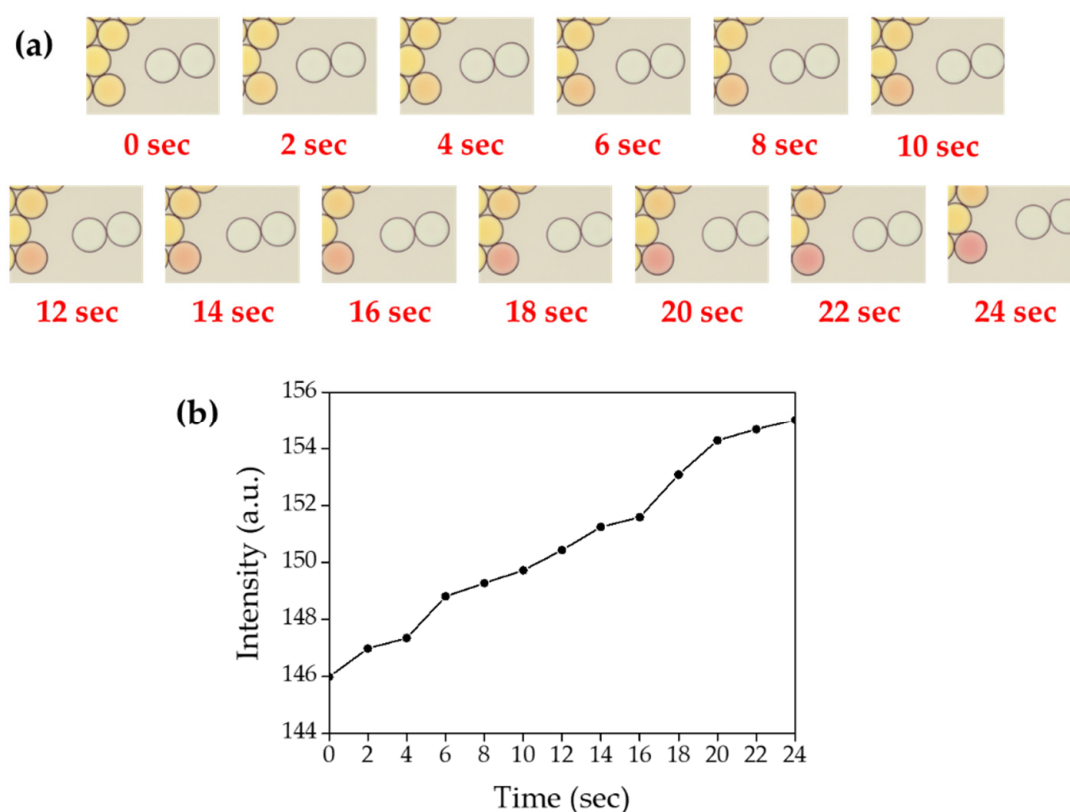 (a)
0 sec 2 sec 4 sec 6 sec 8 sec 10 sec
12 sec 14 sec 16 sec 18 sec 20 sec 22 sec 24 sec
(b)
156
154
152
150
148
146
144
Intensity (a.u.)
0 2 4 6 8 10 12 14 16 18 20 22 24
Time (sec)